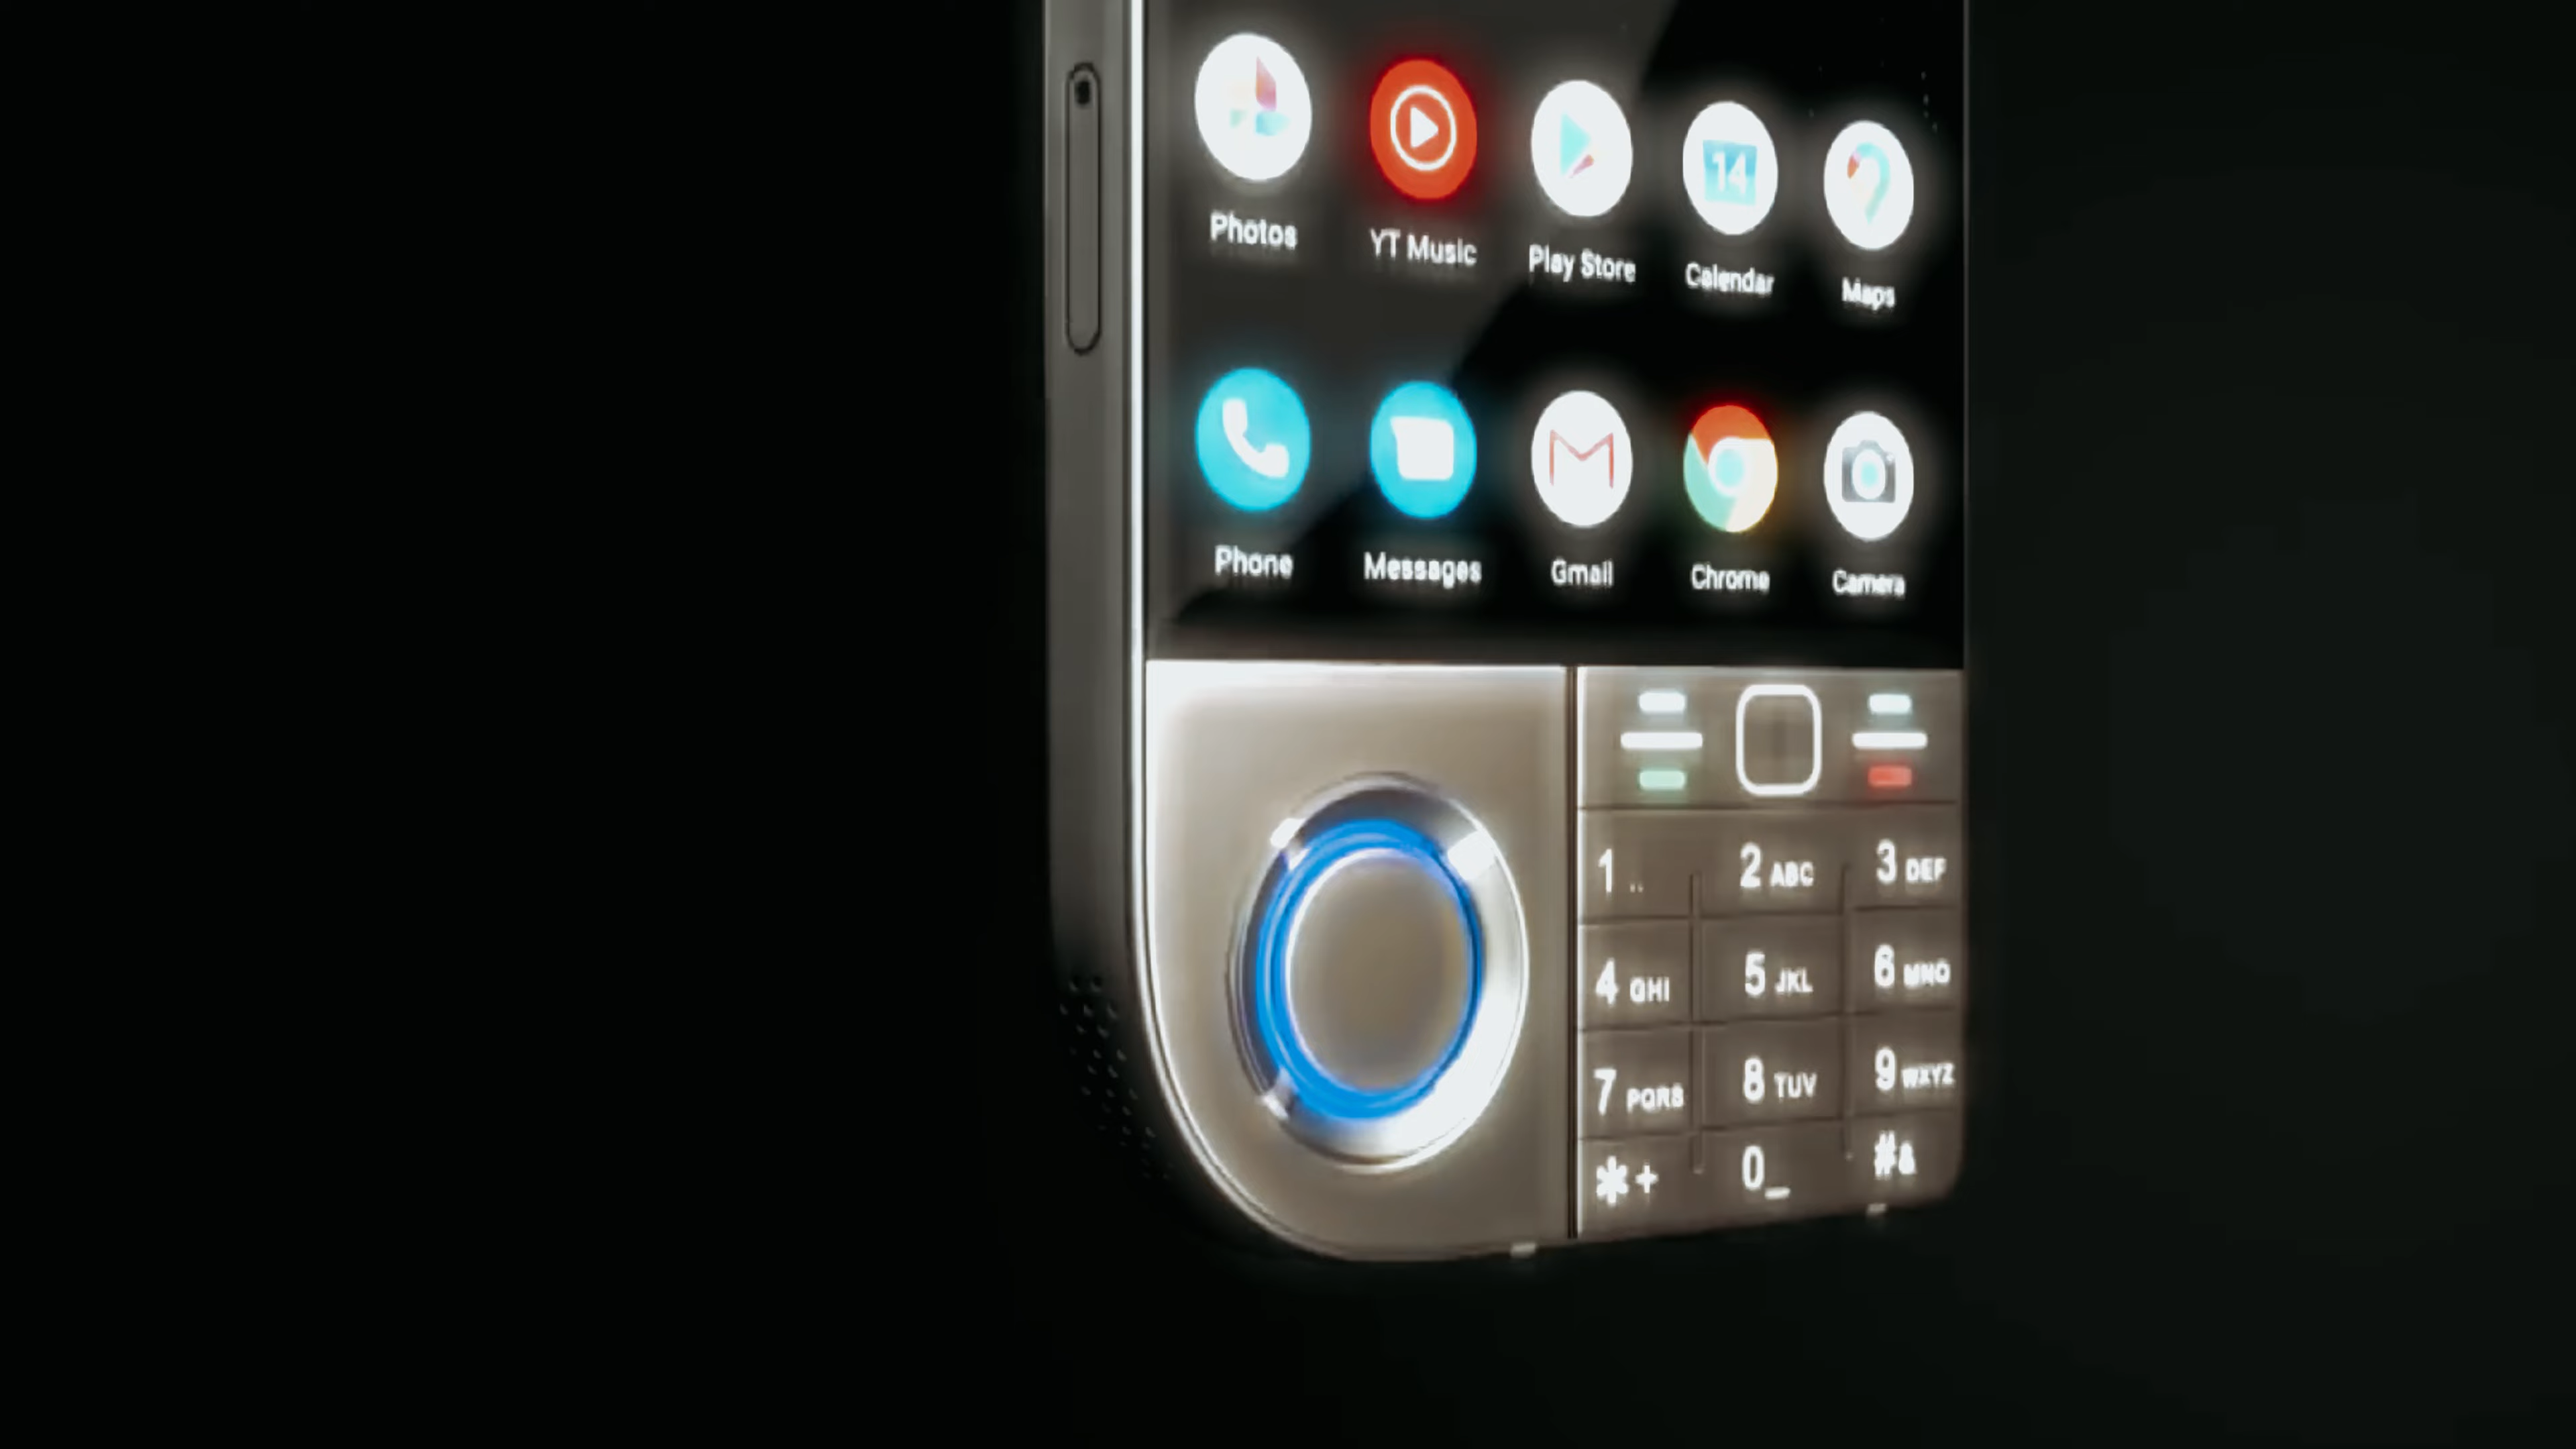 14
Photos YT Music Play Store Calendar Maps
Phone Messages Gmail Chrome Camera
1 .. 2 ABC 3 DEF
4 GHI 5 JKL 6 MNO
7 PQRS 8 TUV 9 WXYZ
* + 0_ #&